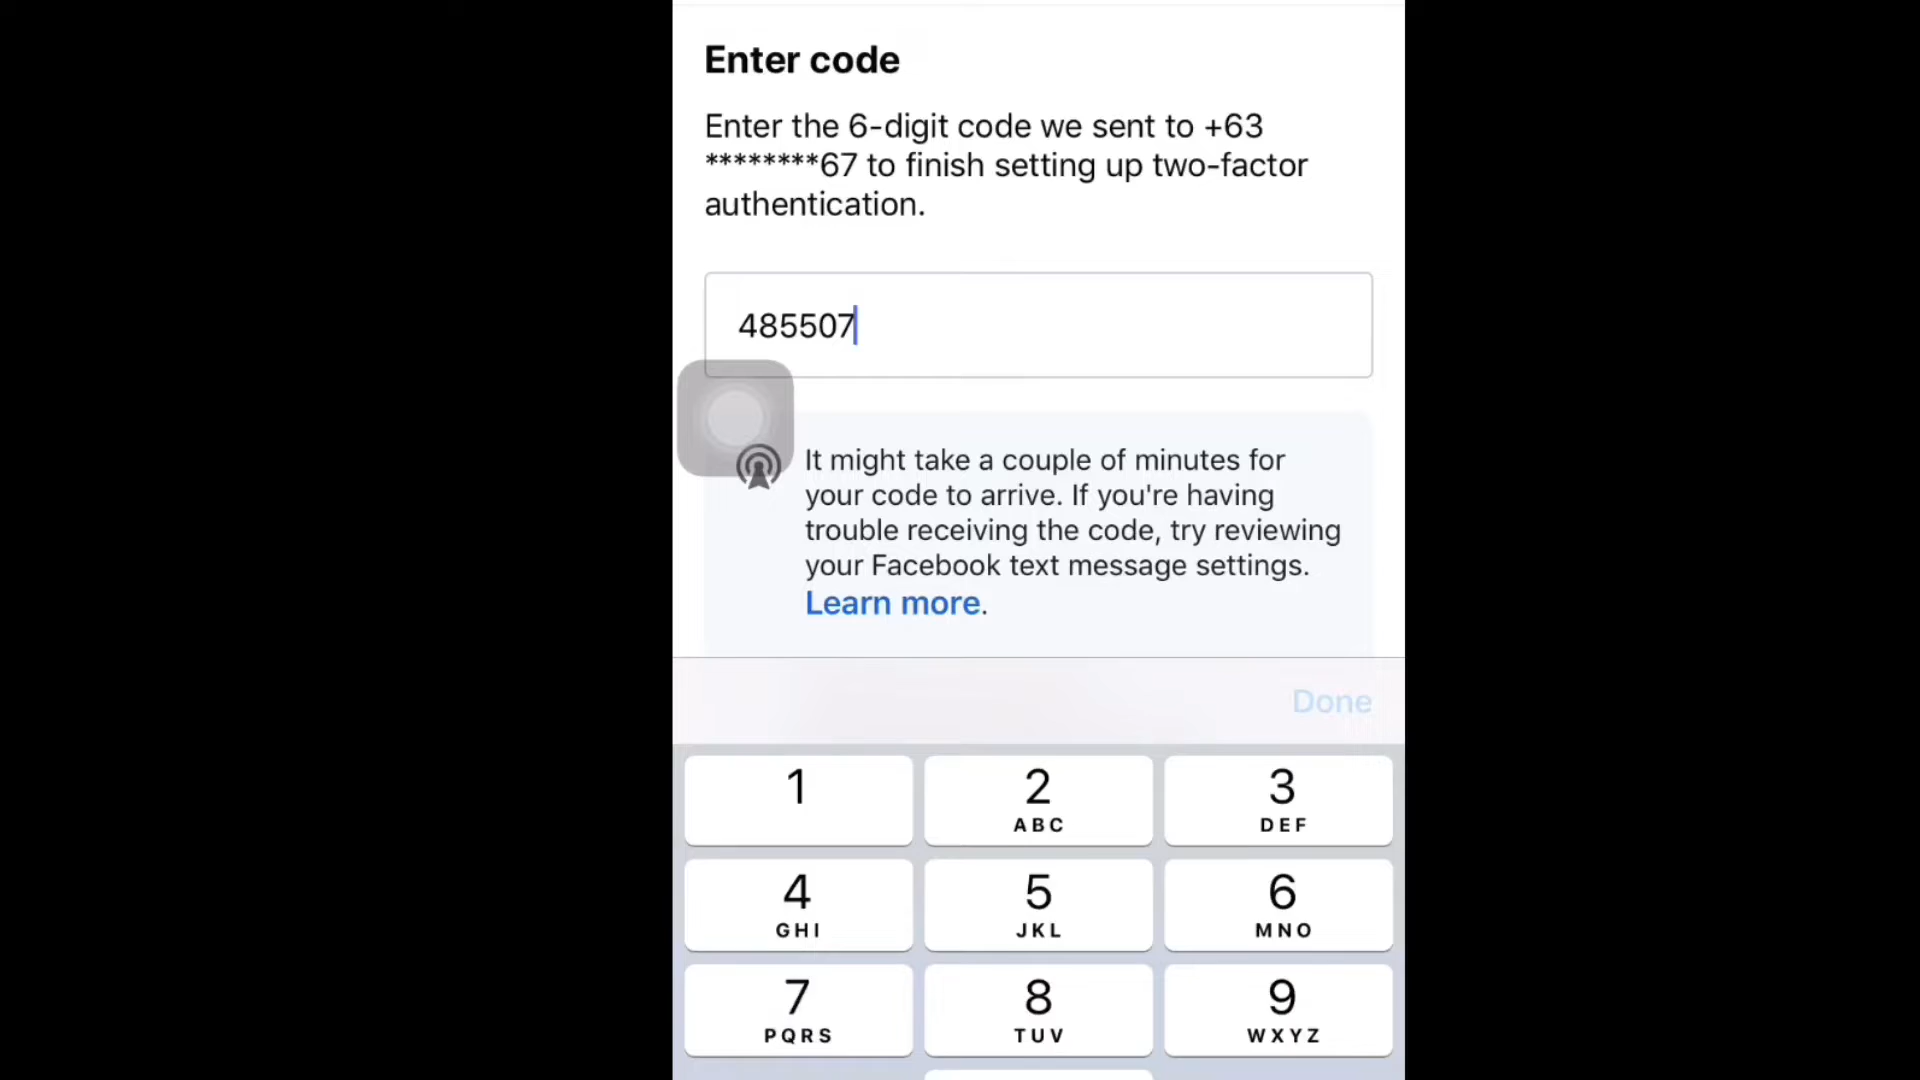 Enter code
Enter the 6-digit code we sent to +63
********67 to finish setting up two-factor
authentication.
485507
It might take a couple of minutes for
your code to arrive. If you're having
trouble receiving the code, try reviewing
your Facebook text message settings.
Learn more.
Done
1 2 3
ABC DEF
4 5 6
GHI JKL MNO
7 8 9
PQRS TUV WXYZ